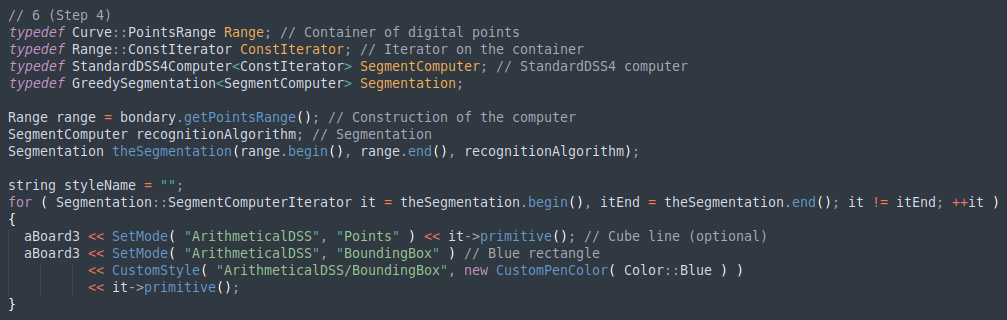 // 6 (Step 4)
typedef Curve::PointsRange Range; // Container of digital points
typedef Range::ConstIterator ConstIterator; // Iterator on the container
typedef StandardDSS4Computer<ConstIterator> SegmentComputer; // StandardDSS4 computer
typedef GreedySegmentation<SegmentComputer> Segmentation;

Range range = bondary.getPointsRange(); // Construction of the computer
SegmentComputer recognitionAlgorithm; // Segmentation
Segmentation theSegmentation(range.begin(), range.end(), recognitionAlgorithm);

string styleName = "";
for ( Segmentation::SegmentComputerIterator it = theSegmentation.begin(), itEnd = theSegmentation.end(); it != itEnd; ++it )
{
  aBoard3 << SetMode( "ArithmeticalDSS", "Points" ) << it->primitive(); // Cube line (optional)
  aBoard3 << SetMode( "ArithmeticalDSS", "BoundingBox" ) // Blue rectangle
          << CustomStyle( "ArithmeticalDSS/BoundingBox", new CustomPenColor( Color::Blue ) )
          << it->primitive();
}